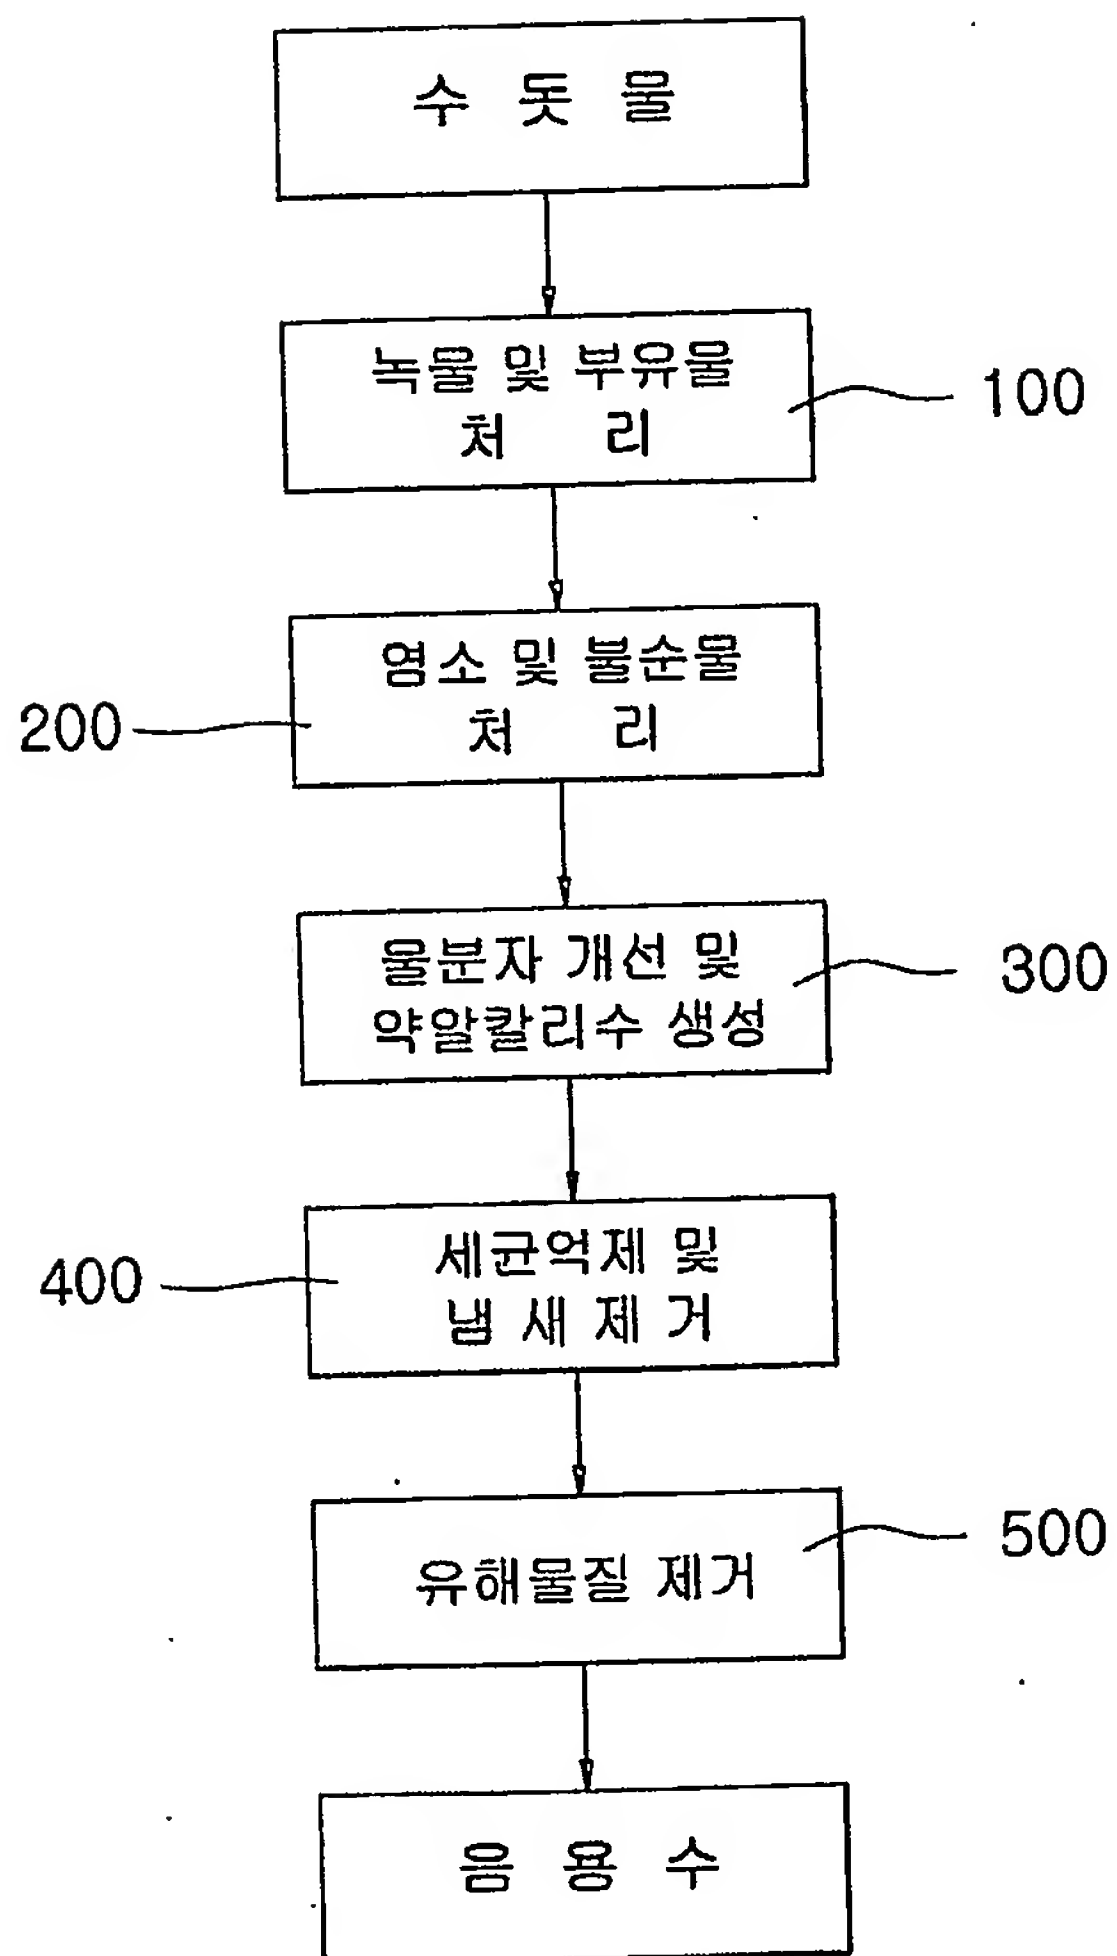 수 돗 물
녹물 및 부유물
처 리
100
염소 및 불순물
처 리
200
물분자 개선 및
약알칼리수 생성
300
세균억제 및
냄 새 제 거
400
유해물질 제거
500
음 용 수